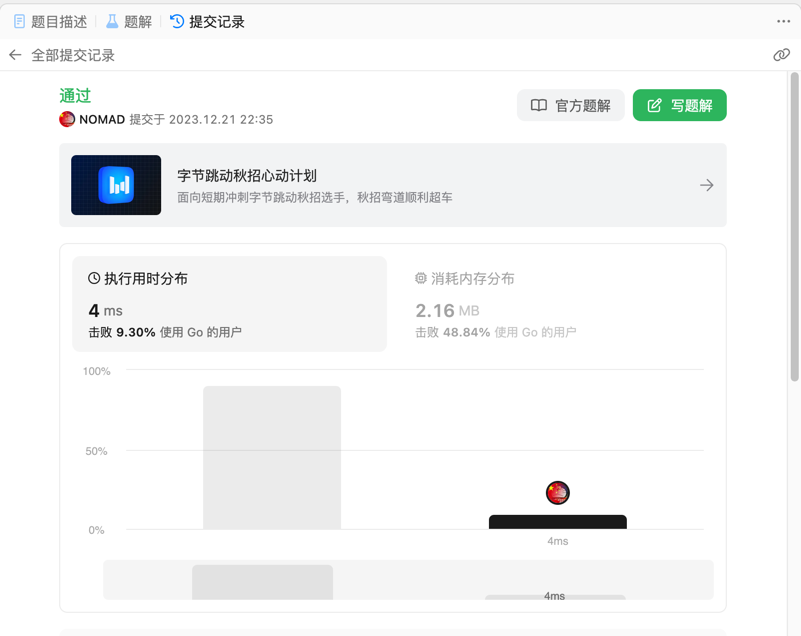 题目描述 题解 提交记录
全部提交记录
通过
NOMAD 提交于 2023.12.21 22:35
官方题解
写题解
字节跳动秋招心动计划
面向短期冲刺字节跳动秋招选手，秋招弯道顺利超车
执行用时分布
4 ms
击败 9.30% 使用 Go 的用户
消耗内存分布
2.16 MB
击败 48.84% 使用 Go 的用户
100%
50%
0%
4ms
4ms